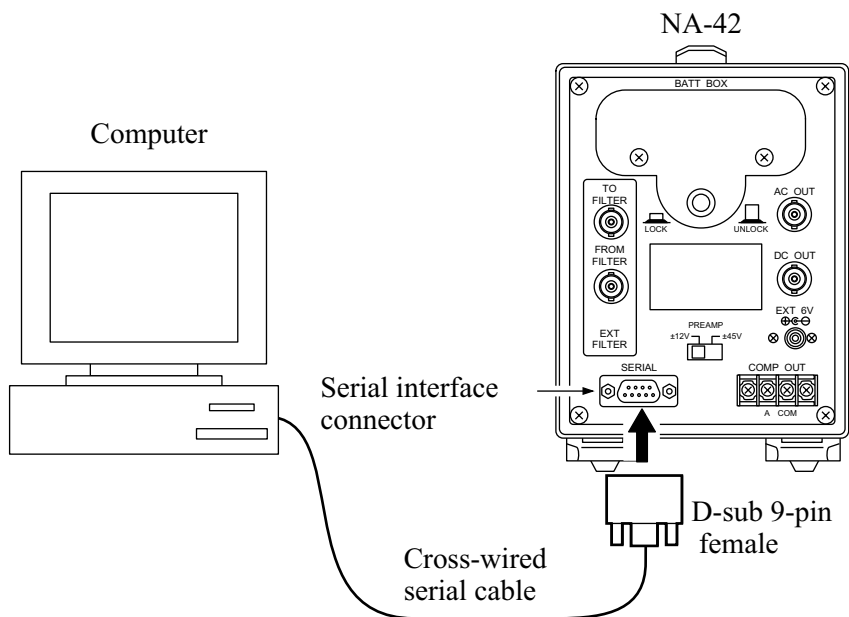 NA-42
Computer
BATT BOX
TO
FILTER
LOCK
UNLOCK
AC OUT
FROM
FILTER
DC OUT
EXT
FILTER
PREAMP
±12V
±45V
EXT 6V
SERIAL
COMP OUT
A COM
Serial interface
connector
D-sub 9-pin
female
Cross-wired
serial cable